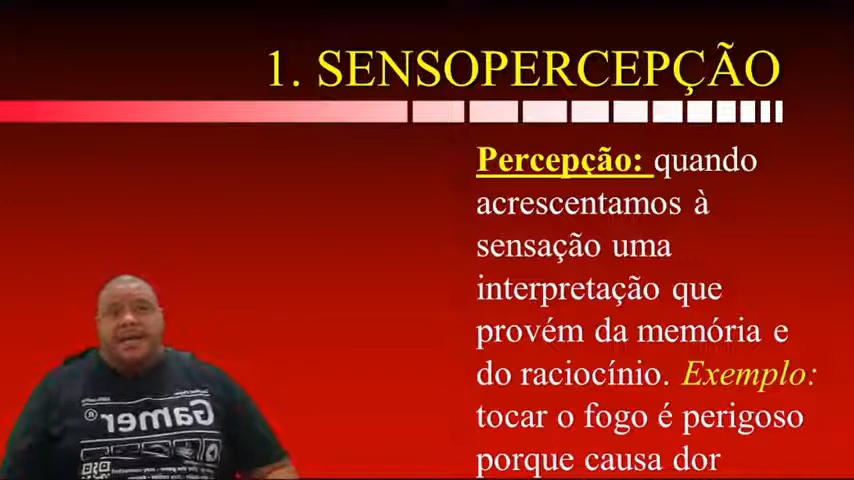 1. SENSOPERCEPÇÃO
Percepção: quando
acrescentamos à
sensação uma
interpretação que
provém da memória e
do raciocínio. Exemplo:
tocar o fogo é perigoso
porque causa dor
Gamer®